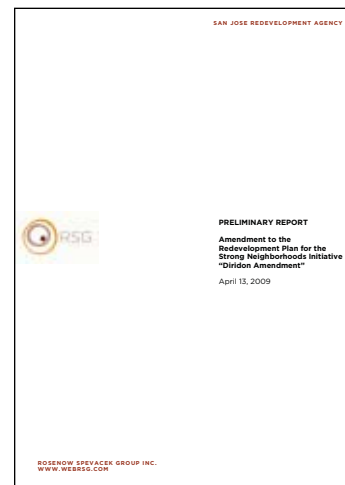 SAN JOSE REDEVELOPMENT AGENCY
RSG
PRELIMINARY REPORT
Amendment to the
Redevelopment Plan for the
Strong Neighborhoods Initiative
“Diridon Amendment”
April 13, 2009
ROSENOW SPEVACEK GROUP INC.
WWW.WEBRSG.COM